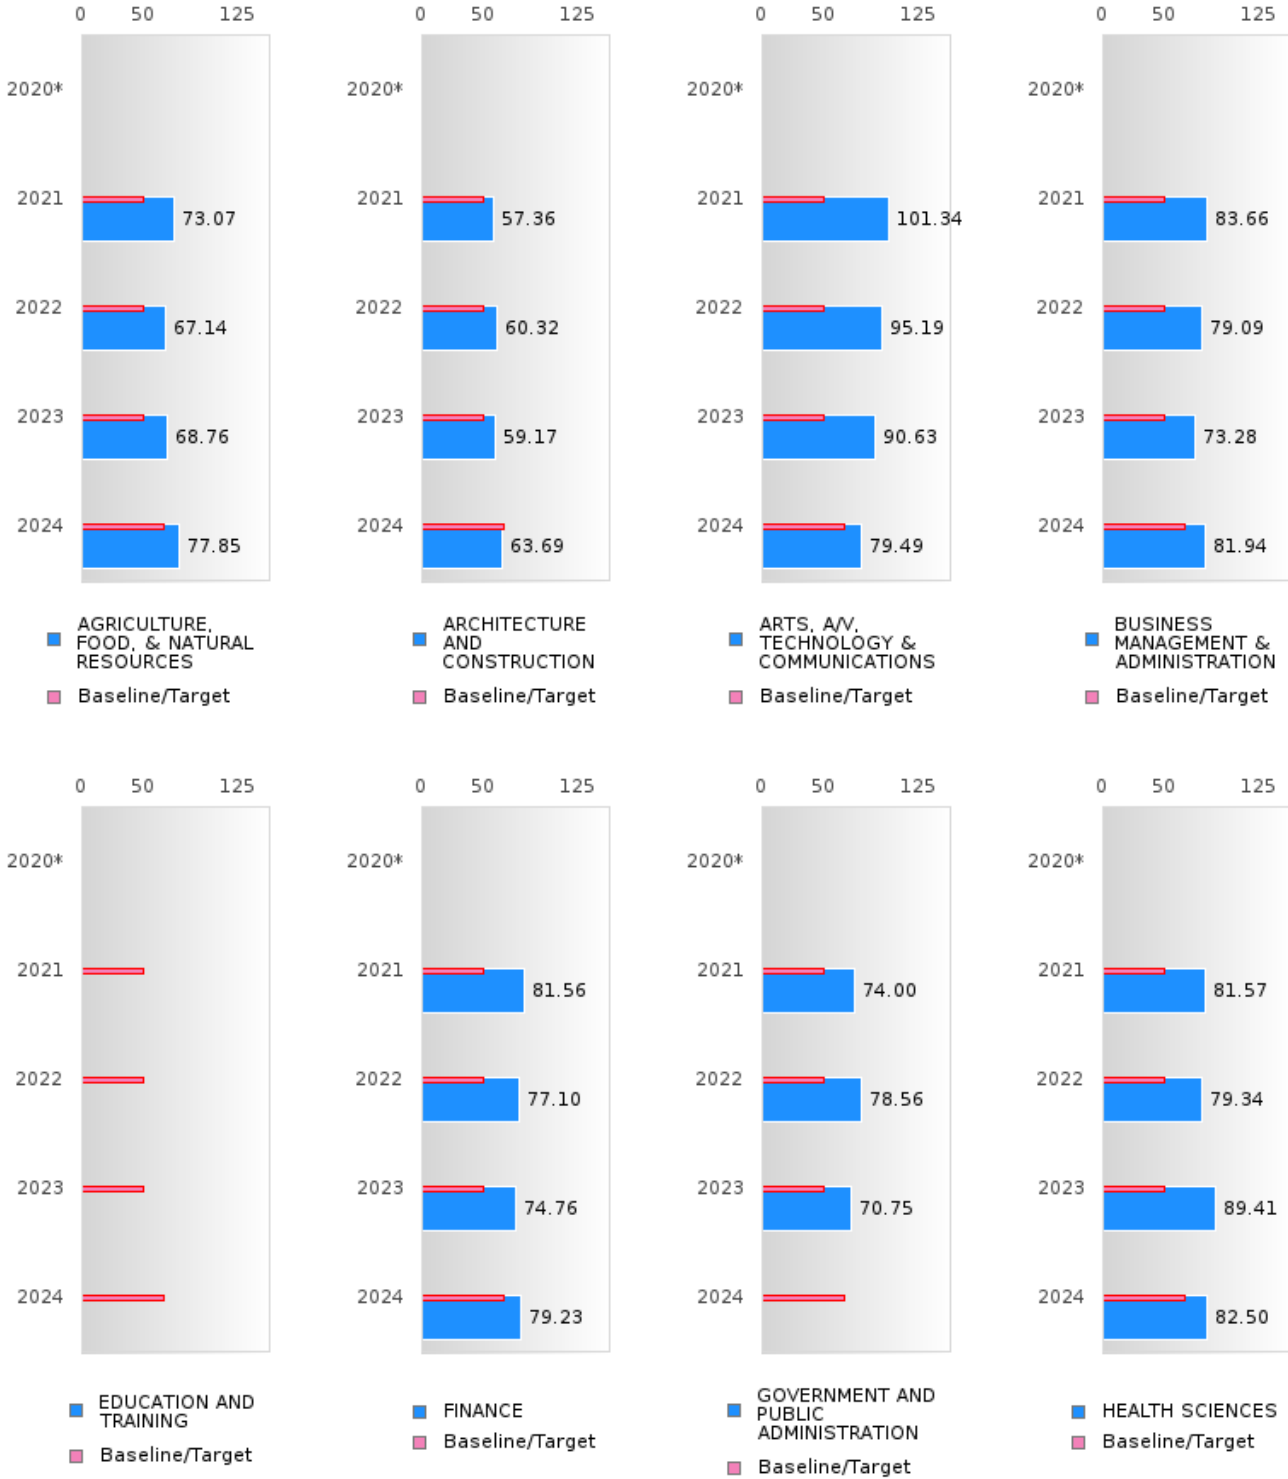 0 50 125 0 50 125 0 50 125 0 50 125
2020* 2020* 2020* 2020*
2021 2021 2021 2021
73.07 57.36 101.34 83.66
2022 2022 2022 2022
67.14 60.32 95.19 79.09
2023 2023 2023 2023
68.76 59.17 90.63 73.28
2024 2024 2024 2024
77.85 63.69 79.49 81.94
AGRICULTURE,
FOOD, & NATURAL
RESOURCES
Baseline/Target
ARCHITECTURE
AND
CONSTRUCTION
Baseline/Target
ARTS, A/V,
TECHNOLOGY &
COMMUNICATIONS
Baseline/Target
BUSINESS
MANAGEMENT &
ADMINISTRATION
Baseline/Target
0 50 125 0 50 125 0 50 125 0 50 125
2020* 2020* 2020* 2020*
2021 2021 2021 2021
81.56 74.00 81.57
2022 2022 2022 2022
77.10 78.56 79.34
2023 2023 2023 2023
74.76 70.75 89.41
2024 2024 2024 2024
79.23 82.50
EDUCATION AND
TRAINING
Baseline/Target
FINANCE
Baseline/Target
GOVERNMENT AND
PUBLIC
ADMINISTRATION
Baseline/Target
HEALTH SCIENCES
Baseline/Target